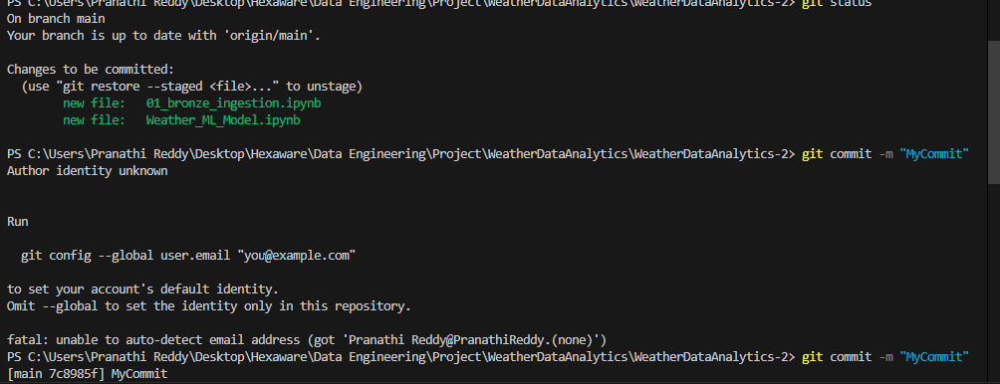 PS C:\Users\Pranathi Reddy\Desktop\Hexaware\Data Engineering\Project\WeatherDataAnalytics\WeatherDataAnalytics-2> git status
On branch main
Your branch is up to date with 'origin/main'.
Changes to be committed:
  (use "git restore --staged <file>..." to unstage)
        new file:   01_bronze_ingestion.ipynb
        new file:   Weather_ML_Model.ipynb
PS C:\Users\Pranathi Reddy\Desktop\Hexaware\Data Engineering\Project\WeatherDataAnalytics\WeatherDataAnalytics-2> git commit -m "MyCommit"
Author identity unknown
Run
  git config --global user.email "you@example.com"
to set your account's default identity.
Omit --global to set the identity only in this repository.
fatal: unable to auto-detect email address (got 'Pranathi Reddy@PranathiReddy.(none)')
PS C:\Users\Pranathi Reddy\Desktop\Hexaware\Data Engineering\Project\WeatherDataAnalytics\WeatherDataAnalytics-2> git commit -m "MyCommit"
[main 7c8985f] MyCommit